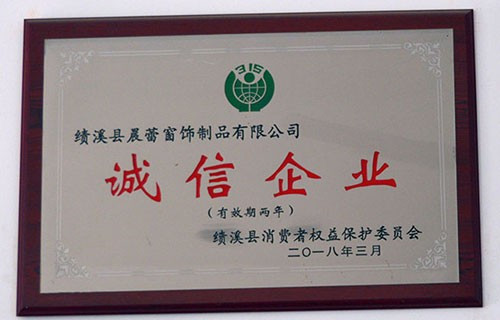 315
绩溪县晨蕾窗饰制品有限公司
诚信企业
(有效期两年)
绩溪县消费者权益保护委员会
二〇一八年三月